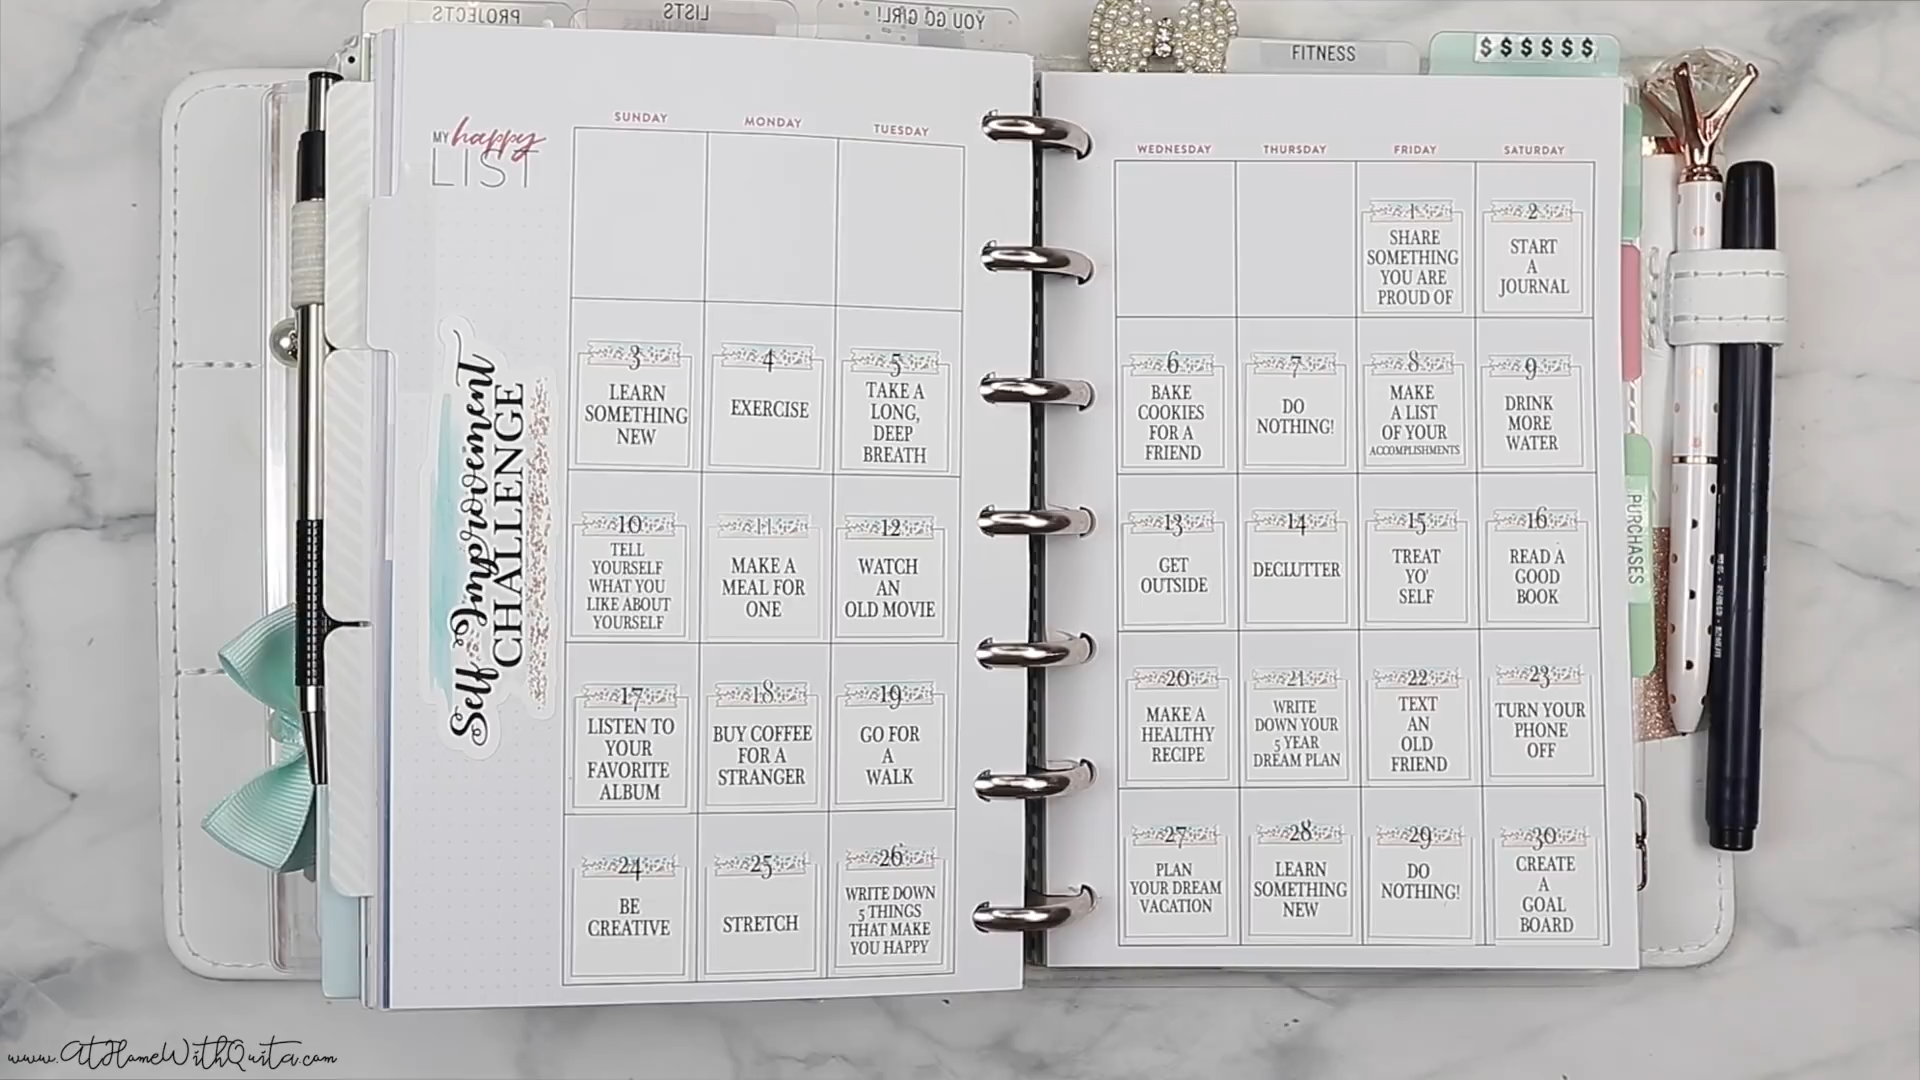 PROJECTS
LISTS
YOU GO GIRL!
FITNESS
$ $ $ $ $ $
MY happy
LIST
Self Improvement
CHALLENGE
SUNDAY
MONDAY
TUESDAY
WEDNESDAY
THURSDAY
FRIDAY
SATURDAY
1
SHARE
SOMETHING
YOU ARE
PROUD OF
2
START
A
JOURNAL
3
LEARN
SOMETHING
NEW
4
EXERCISE
5
TAKE A
LONG,
DEEP
BREATH
6
BAKE
COOKIES
FOR A
FRIEND
7
DO
NOTHING!
8
MAKE
A LIST
OF YOUR
ACCOMPLISHMENTS
9
DRINK
MORE
WATER
10
TELL
YOURSELF
WHAT YOU
LIKE ABOUT
YOURSELF
11
MAKE A
MEAL FOR
ONE
12
WATCH
AN
OLD MOVIE
13
GET
OUTSIDE
14
DECLUTTER
15
TREAT
YO'
SELF
16
READ A
GOOD
BOOK
17
LISTEN TO
YOUR
FAVORITE
ALBUM
18
BUY COFFEE
FOR A
STRANGER
19
GO FOR
A
WALK
20
MAKE A
HEALTHY
RECIPE
21
WRITE
DOWN YOUR
5 YEAR
DREAM PLAN
22
TEXT
AN
OLD
FRIEND
23
TURN YOUR
PHONE
OFF
24
BE
CREATIVE
25
STRETCH
26
WRITE DOWN
5 THINGS
THAT MAKE
YOU HAPPY
27
PLAN
YOUR DREAM
VACATION
28
LEARN
SOMETHING
NEW
29
DO
NOTHING!
30
CREATE
A
GOAL
BOARD
PURCHASES
www.AtHomeWithQuita.com